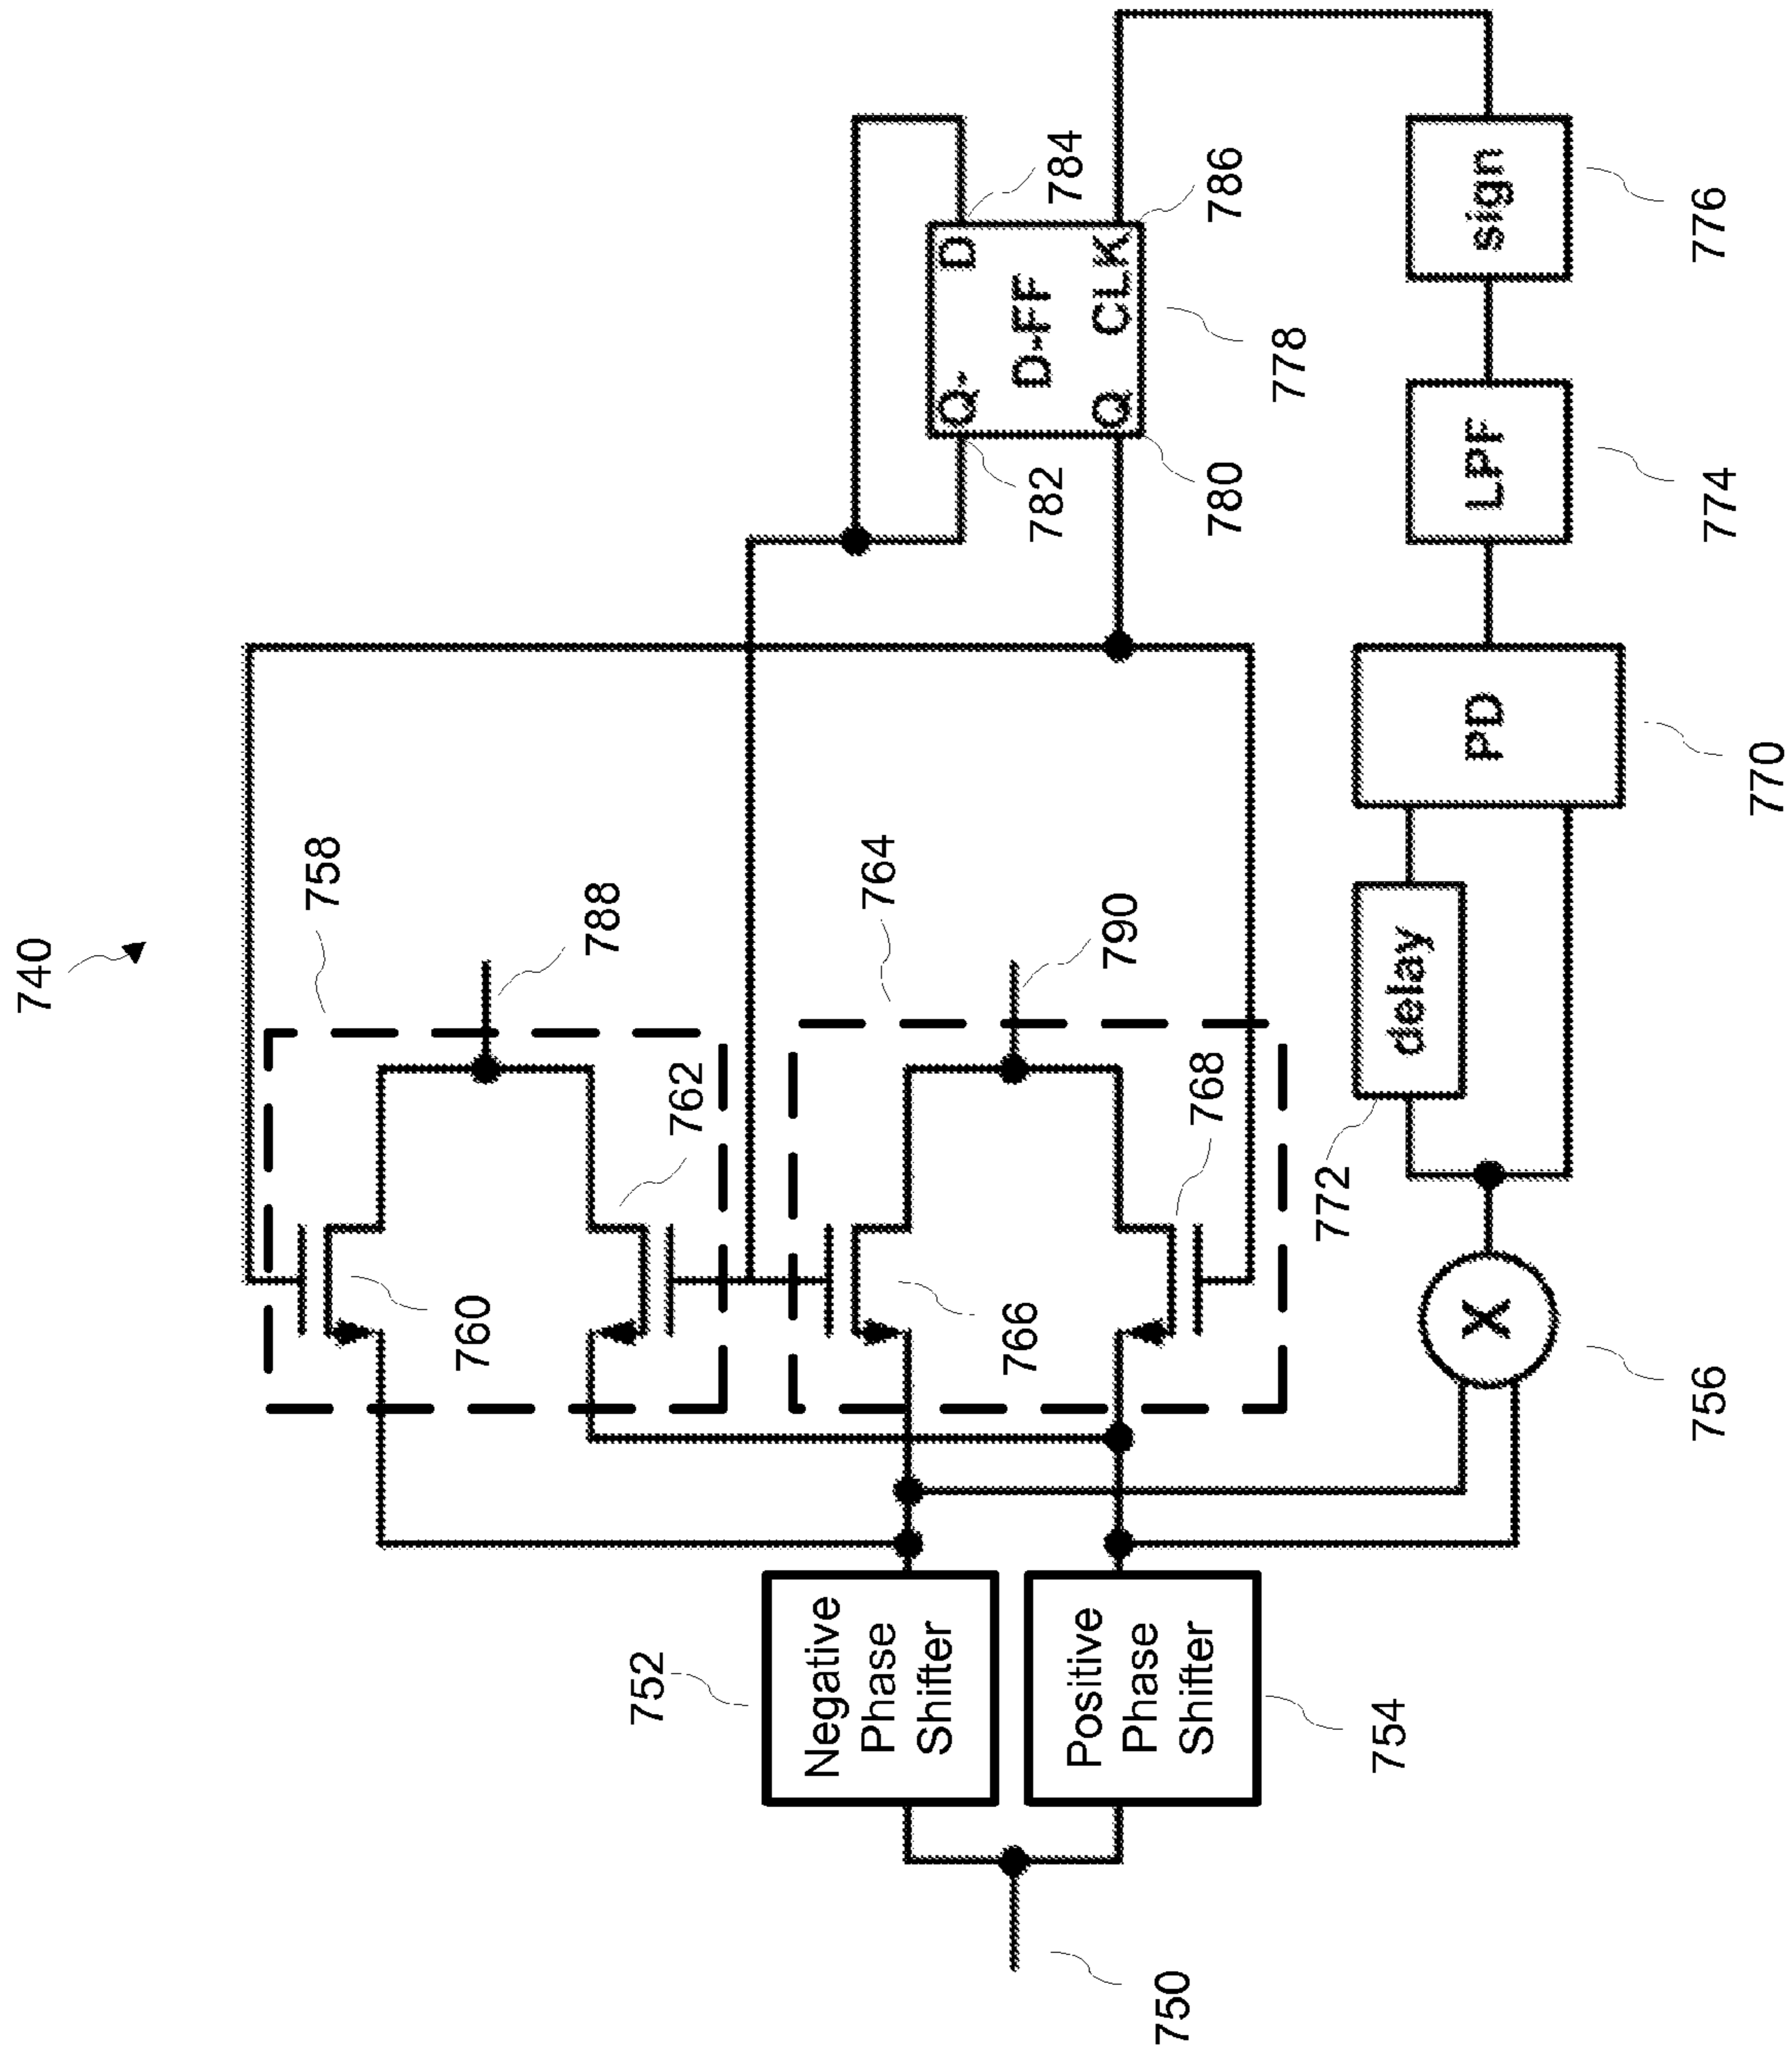 740
758
788
760
762
764
790
766
768
752
Negative
Phase
Shifter
Positive
Phase
Shifter
754
750
Q-
D
D-FF
Q
CLK
782
784
780
786
778
X
756
772
delay
PD
770
LPF
774
sign
776